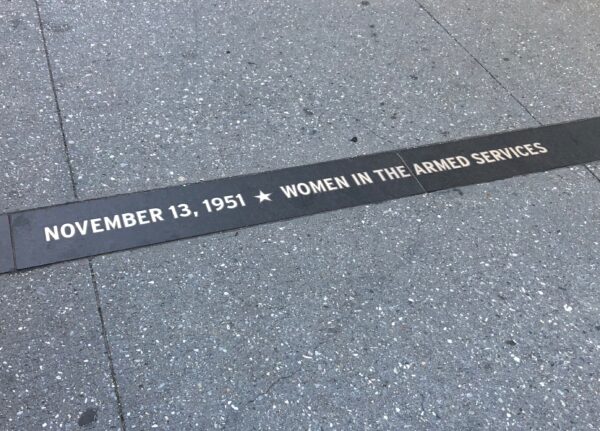 NOVEMBER 13, 1951 ★ WOMEN IN THE ARMED SERVICES